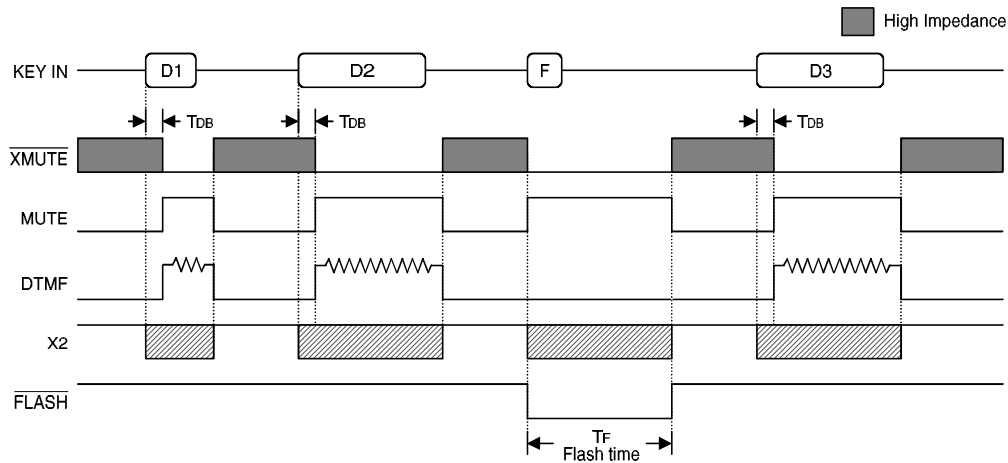 High Impedance
KEY IN D1 D2 F D3
TDB TDB TDB
XMUTE
MUTE
DTMF
X2
FLASH
TF
Flash time